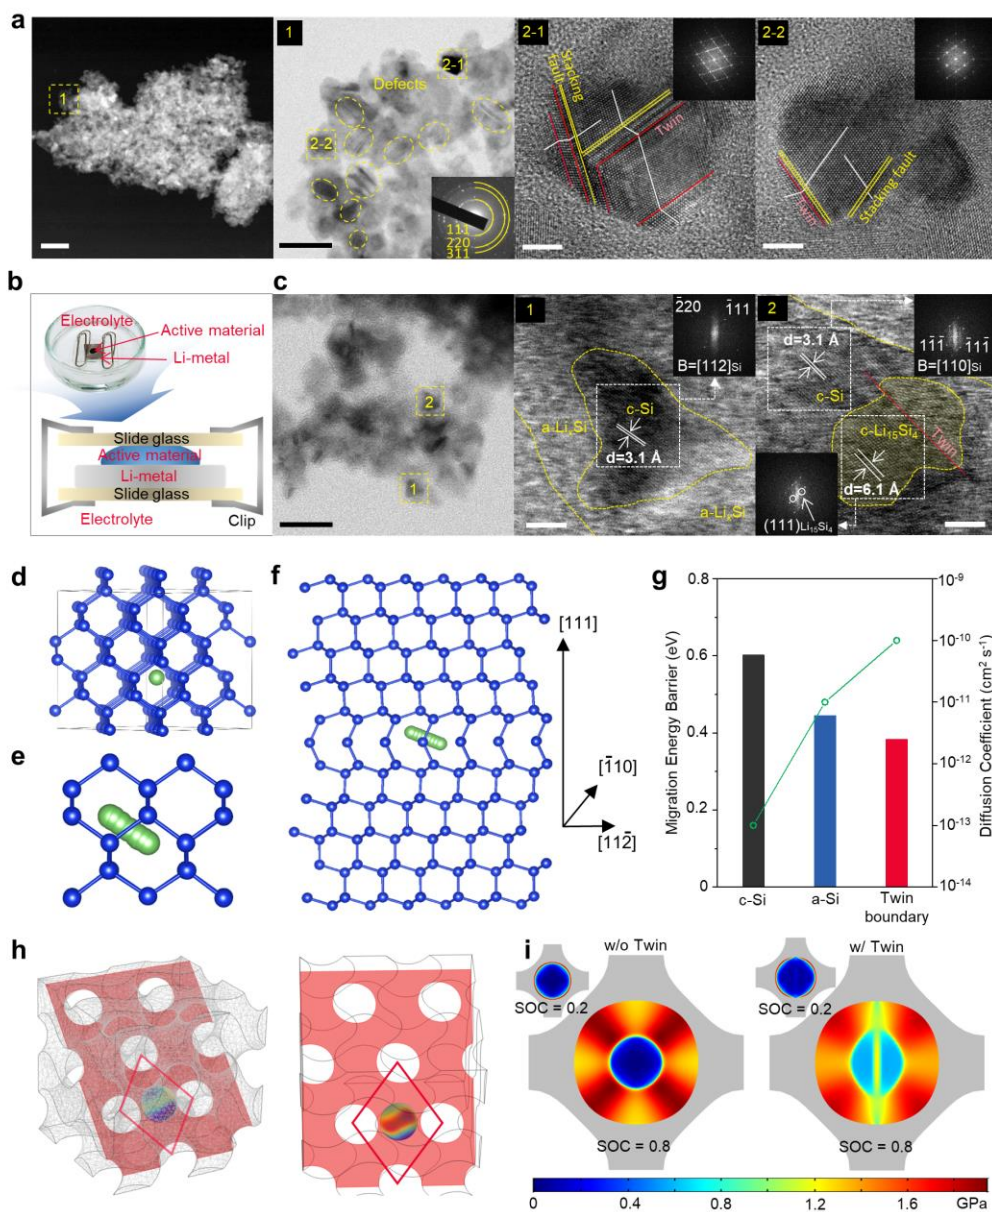 a
1
1
Defects
2-1
2-2
111
220
311
2-1
Stacking fault
Twin
2-2
Twin
Stacking fault
b
Electrolyte
Active material
Li-metal
Slide glass
Active material
Li-metal
Slide glass
Electrolyte
Clip
c
2
1
1
2̄20
1̄11
B=[112]Si
c-Si
a-LiₓSi
d=3.1 Å
a-LiₓSi
2
1̄1̄1̄ 1̄11̄
B=[110]Si
d=3.1 Å
c-Si
c-Li₁₅Si₄
Twin
d=6.1 Å
(111)Li₁₅Si₄
d
e
f
[111]
[1̄10]
[112̄]
g
Migration Energy Barrier (eV)
0.8
0.6
0.4
0.2
0
c-Si
a-Si
Twin
boundary
10⁻⁹
10⁻¹⁰
10⁻¹¹
10⁻¹²
10⁻¹³
10⁻¹⁴
Diffusion Coefficient (cm² s⁻¹)
h
i
w/o Twin
SOC = 0.2
SOC = 0.8
w/ Twin
SOC = 0.2
SOC = 0.8
0 0.4 0.8 1.2 1.6 GPa